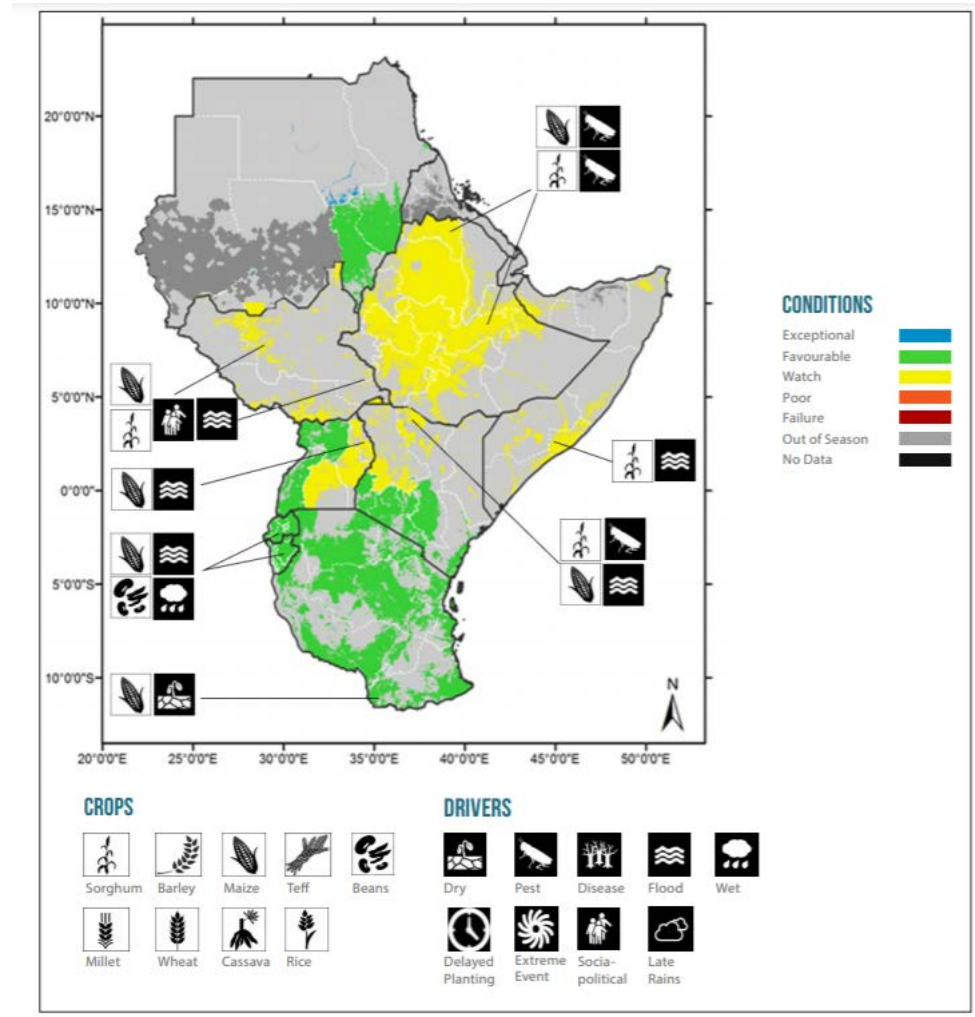 20°0'0"N
15°0'0"N
10°0'0"N
5°0'0"N
0°0'0"
5°0'0"S
10°0'0"S
N
20°0'0"E 25°0'0"E 30°0'0"E 35°0'0"E 40°0'0"E 45°0'0"E 50°0'0"E
CONDITIONS
Exceptional
Favourable
Watch
Poor
Failure
Out of Season
No Data
CROPS
Sorghum Barley Maize Teff Beans
Millet Wheat Cassava Rice
DRIVERS
Dry Pest Disease Flood Wet
Delayed Planting Extreme Event Socia-political Late Rains